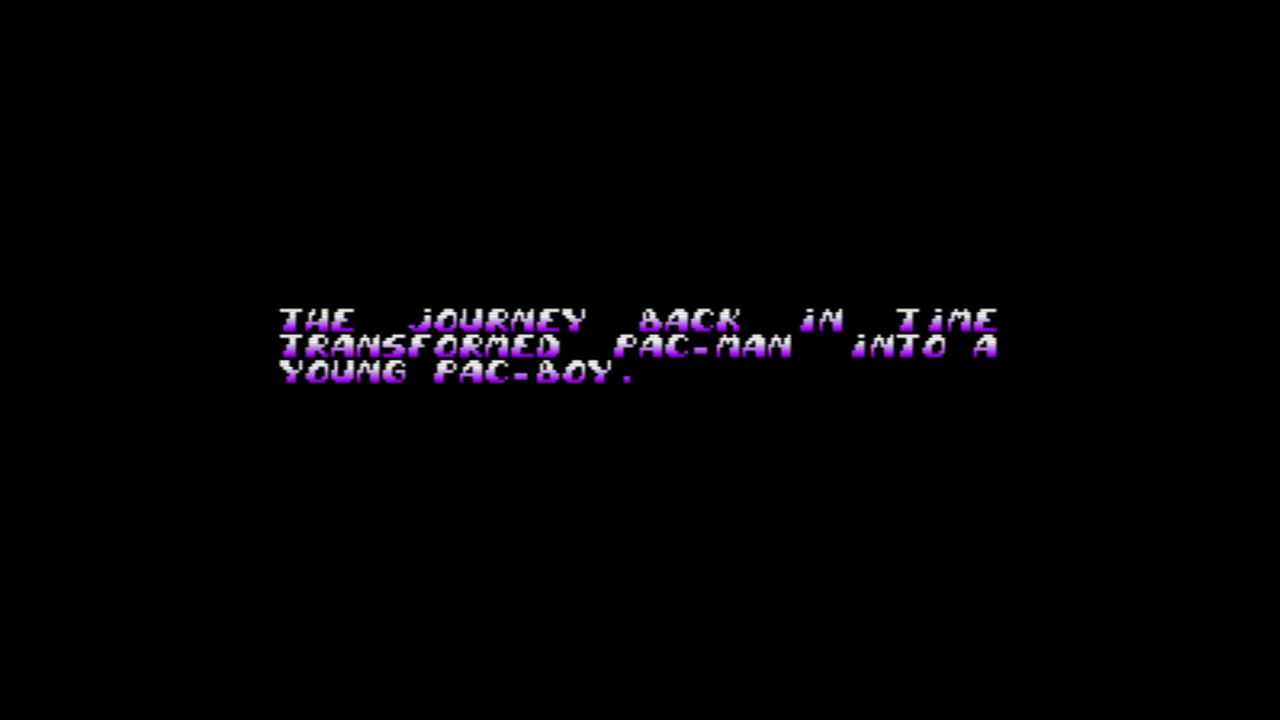 THE JOURNEY BACK IN TIME
TRANSFORMED PAC-MAN INTO A
YOUNG PAC-BOY.